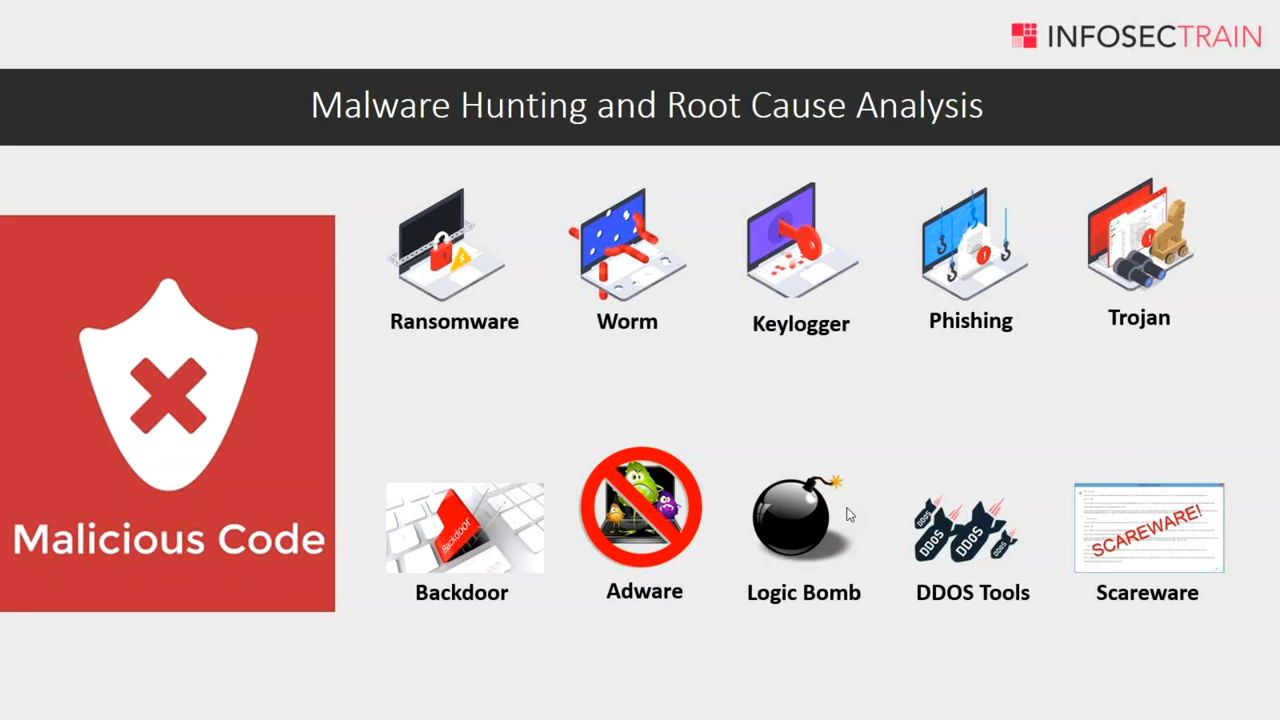 INFOSECTRAIN
Malware Hunting and Root Cause Analysis
Malicious Code
Ransomware
Worm
Keylogger
Phishing
Trojan
Backdoor
DDOS
DDOS
DDOS
SCAREWARE!
Backdoor
Adware
Logic Bomb
DDOS Tools
Scareware